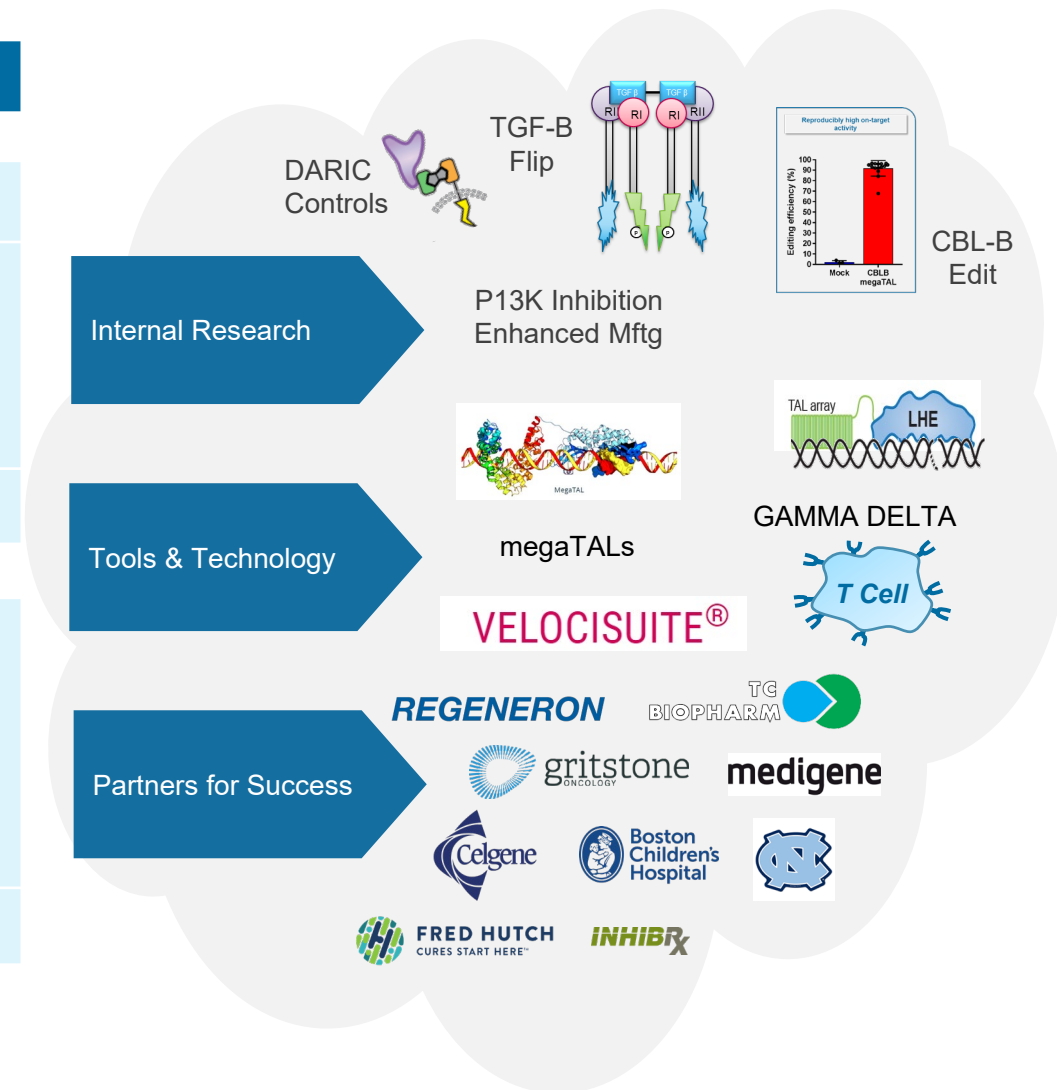 DARIC
Controls
TGF-B
Flip
TGF β TGF β
RI RI RI RII
P P
Reproducibly high on-target
activity
Editing efficiency (%)
100
90
80
70
60
50
40
30
20
10
0
Mock CBLB
megaTAL
CBL-B
Edit
Internal Research
P13K Inhibition
Enhanced Mftg
MegaTAL
TAL array
LHE
Tools & Technology
megaTALs
GAMMA DELTA
T Cell
VELOCISUITE®
Partners for Success
REGENERON
TC
BIOPHARM
gritstone
ONCOLOGY
medigene
Celgene
Boston
Children's
Hospital
NC
FRED HUTCH
CURES START HERE™
INHIBRX